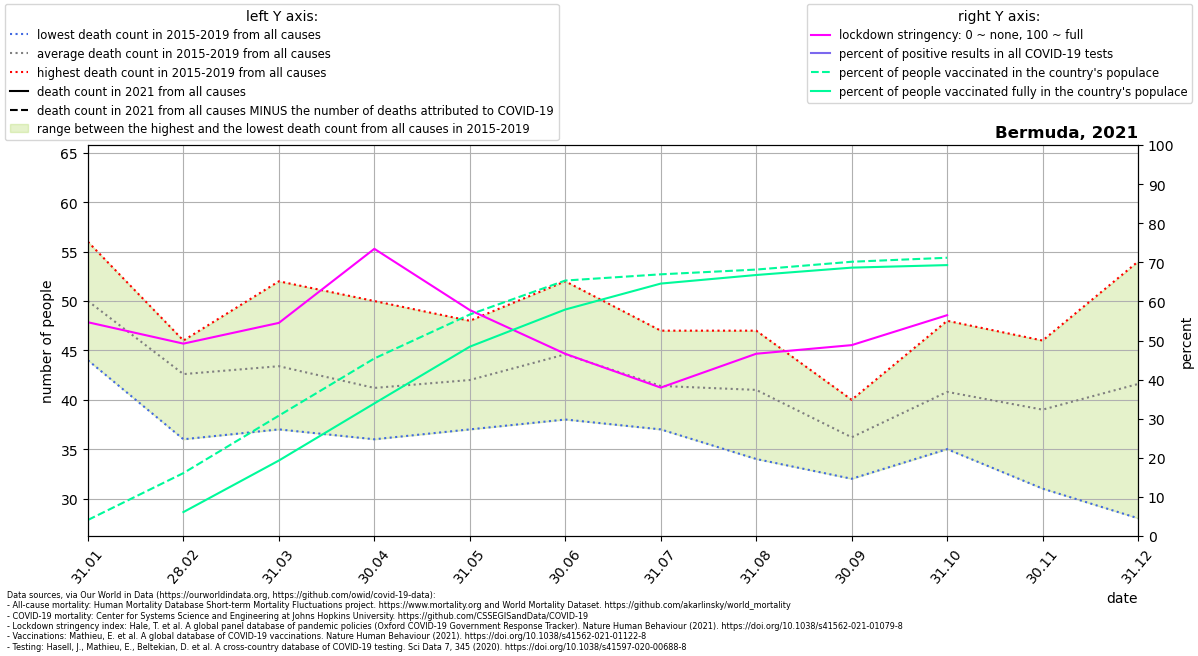 left Y axis:
lowest death count in 2015-2019 from all causes
average death count in 2015-2019 from all causes
highest death count in 2015-2019 from all causes
death count in 2021 from all causes
death count in 2021 from all causes MINUS the number of deaths attributed to COVID-19
range between the highest and the lowest death count from all causes in 2015-2019
right Y axis:
lockdown stringency: 0 ~ none, 100 ~ full
percent of positive results in all COVID-19 tests
percent of people vaccinated in the country's populace
percent of people vaccinated fully in the country's populace
Bermuda, 2021
65
60
55
50
45
40
35
30
number of people
100
90
80
70
60
50
40
30
20
10
0
percent
31.01
28.02
31.03
30.04
31.05
30.06
31.07
31.08
30.09
31.10
30.11
31.12
date
Data sources, via Our World in Data (https://ourworldindata.org, https://github.com/owid/covid-19-data):
- All-cause mortality: Human Mortality Database Short-term Mortality Fluctuations project. https://www.mortality.org and World Mortality Dataset. https://github.com/akarlinsky/world_mortality
- COVID-19 mortality: Center for Systems Science and Engineering at Johns Hopkins University. https://github.com/CSSEGISandData/COVID-19
- Lockdown stringency index: Hale, T. et al. A global panel database of pandemic policies (Oxford COVID-19 Government Response Tracker). Nature Human Behaviour (2021). https://doi.org/10.1038/s41562-021-01079-8
- Vaccinations: Mathieu, E. et al. A global database of COVID-19 vaccinations. Nature Human Behaviour (2021). https://doi.org/10.1038/s41562-021-01122-8
- Testing: Hasell, J., Mathieu, E., Beltekian, D. et al. A cross-country database of COVID-19 testing. Sci Data 7, 345 (2020). https://doi.org/10.1038/s41597-020-00688-8